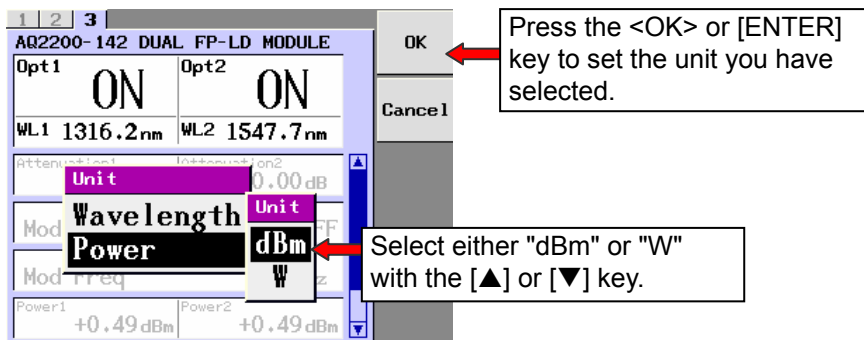 1 2 3
AQ2200-142 DUAL FP-LD MODULE
OK
Press the <OK> or [ENTER]
key to set the unit you have
selected.
Opt1 ON Opt2 ON
Cancel
WL1 1316.2nm WL2 1547.7nm
0.00dB
Unit
Wavelength
Power
Unit
dBm
W
Select either "dBm" or "W"
with the [▲] or [▼] key.
Mod
Mod Freq
Power1 Power2
+0.49dBm +0.49dBm